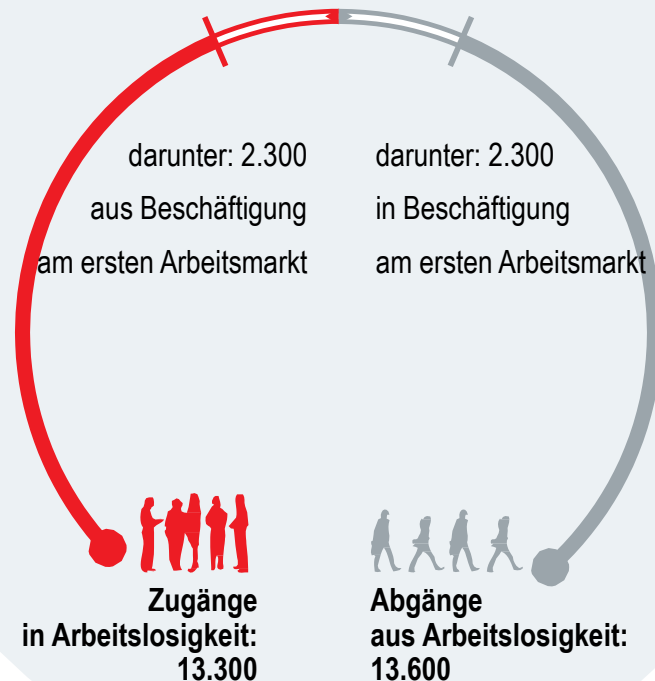 darunter: 2.300
aus Beschäftigung
am ersten Arbeitsmarkt
darunter: 2.300
in Beschäftigung
am ersten Arbeitsmarkt
Zugänge
in Arbeitslosigkeit:
13.300
Abgänge
aus Arbeitslosigkeit:
13.600